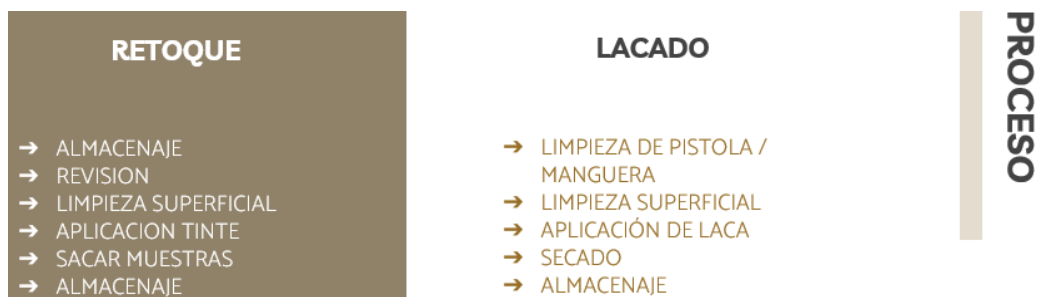 RETOQUE
➔ ALMACENAJE
➔ REVISION
➔ LIMPIEZA SUPERFICIAL
➔ APLICACION TINTE
➔ SACAR MUESTRAS
➔ ALMACENAJE
LACADO
➔ LIMPIEZA DE PISTOLA /
MANGUERA
➔ LIMPIEZA SUPERFICIAL
➔ APLICACIÓN DE LACA
➔ SECADO
➔ ALMACENAJE
PROCESO